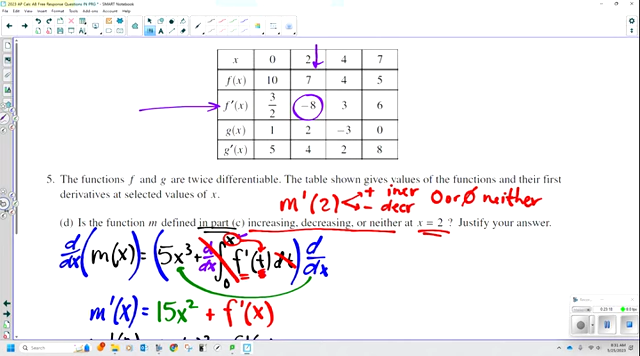 2023 AP Calc AB Free Response Questions IN-PRG * - SMART Notebook
File Edit View Insert Format Tools Add-ons Help
x 0 2 4 7
f(x) 10 7 4 5
f′(x) 3/2 −8 3 6
g(x) 1 2 −3 0
g′(x) 5 4 2 8
5. The functions f and g are twice differentiable. The table shown gives values of the functions and their first
derivatives at selected values of x.
m'(2) < + incr 0 or ∅ neither
- decr
(d) Is the function m defined in part (c) increasing, decreasing, or neither at x = 2 ? Justify your answer.
d/dx ( m(x) = ( 5x³ + d/dx ∫₀ˣ f'(t) dt ) d/dx
m'(x) = 15x² + f'(x)
9:31 AM
5/25/2023